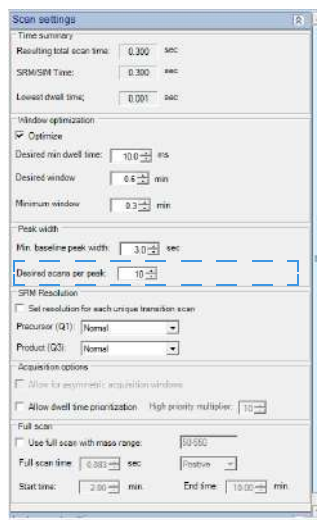 Scan settings
Time summary
Resulting total scan time: 0.300 sec
SRM/SIM Time: 0.300 sec
Lowest dwell time: 0.001 sec
Window optimization
Optimize
Desired min dwell time: 10.0 ms
Desired window 0.6 min
Minimum window 0.3 min
Peak width
Min. baseline peak width: 3.0 sec
Desired scans per peak: 10
SRM Resolution
Set resolution for each unique transition scan
Precursor (Q1): Normal
Product (Q3): Normal
Acquisition options
Allow for asymmetric acquisition windows
Allow dwell time prioritization High priority multiplier: 10
Full scan
Use full scan with mass range: 50-650
Full scan time: 0.083 sec Positive
Start time: 2.00 min. End time: 10.00 min.